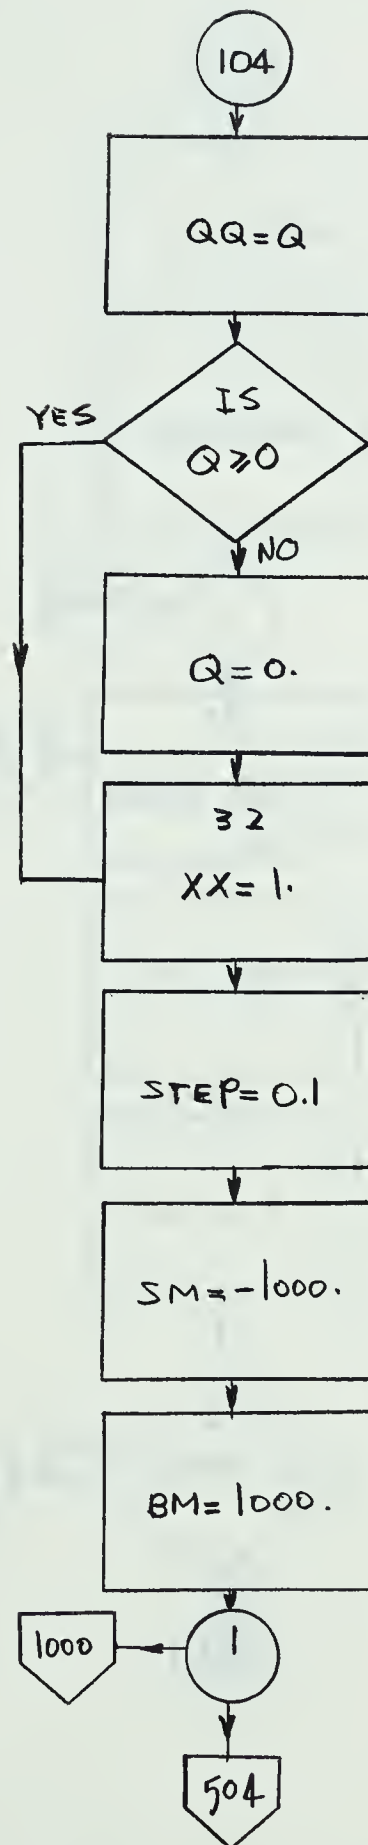 104
QQ=Q
IS
Q≥0
YES
NO
Q=0.
32
XX=1.
STEP=0.1
SM=-1000.
BM=1000.
1
1000
504